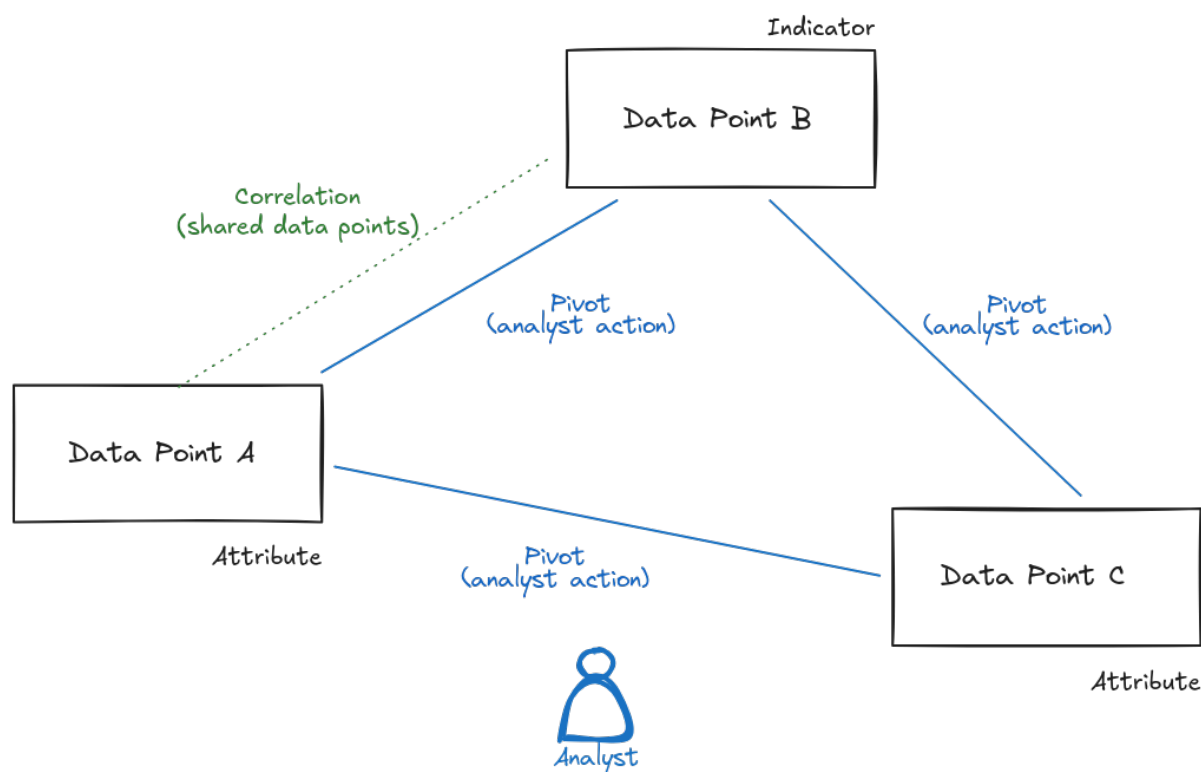 Indicator
Data Point B
Correlation
(shared data points)
Pivot
(analyst action)
Pivot
(analyst action)
Data Point A
Attribute
Pivot
(analyst action)
Data Point C
Attribute
Analyst